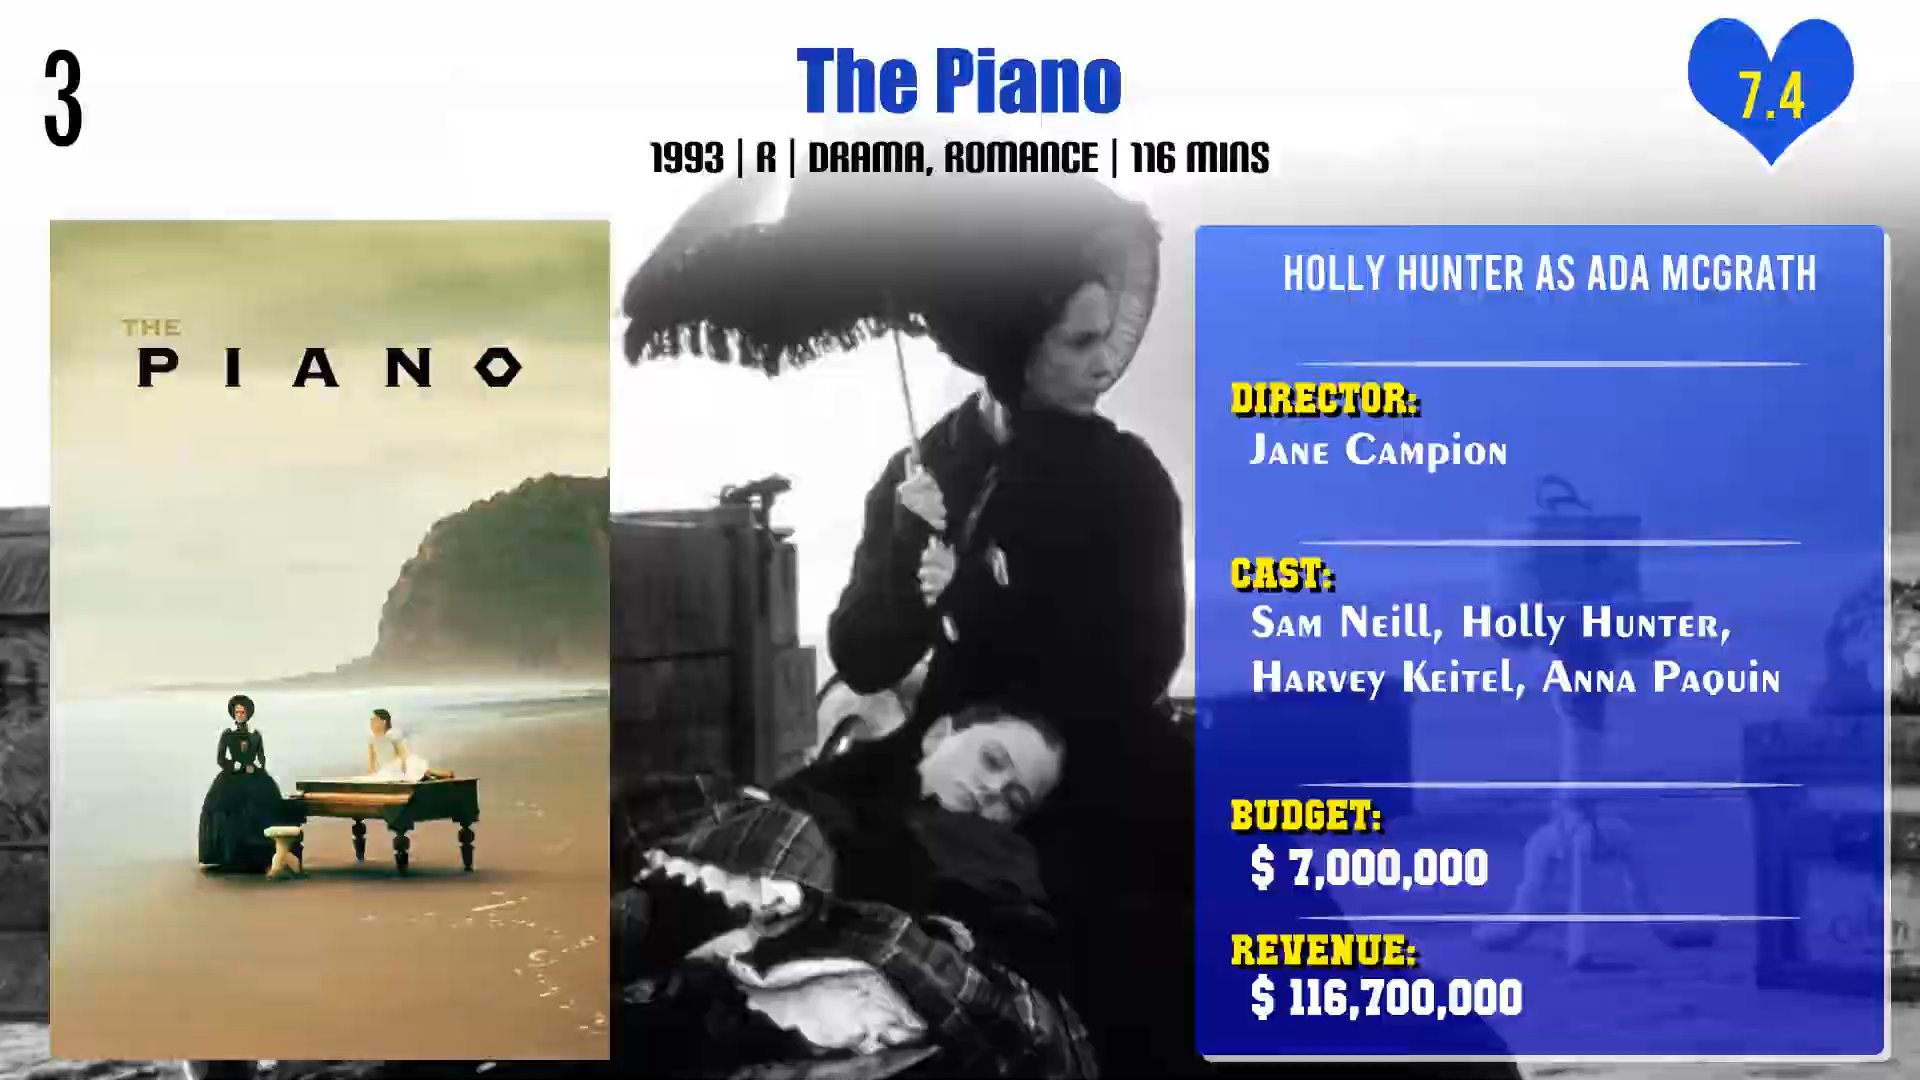 3
The Piano
7.4
1993 | R | DRAMA, ROMANCE | 116 MINS
THE
PIANO
HOLLY HUNTER AS ADA MCGRATH
DIRECTOR:
Jane Campion
CAST:
Sam Neill, Holly Hunter,
Harvey Keitel, Anna Paquin
BUDGET:
$ 7,000,000
REVENUE:
$ 116,700,000